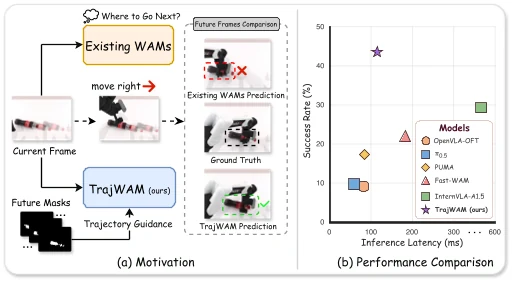 Where to Go Next?
Existing WAMs
Future Frames Comparison
move right
Existing WAMs Prediction
Current Frame
Ground Truth
TrajWAM (ours)
Future Masks
Trajectory Guidance
TrajWAM Prediction
(a) Motivation
50
40
30
20
10
0
Success Rate (%)
Models
OpenVLA-OFT
π0.5
PUMA
Fast-WAM
InternVLA-A1.5
TrajWAM (ours)
0 100 200 300 400 ... 600
Inference Latency (ms)
(b) Performance Comparison